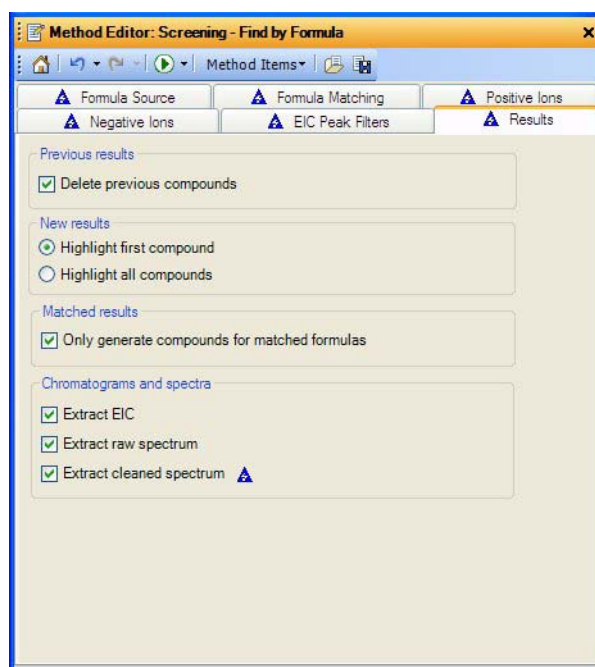 Method Editor: Screening - Find by Formula
Method Items
Formula Source Formula Matching Positive Ions
Negative Ions EIC Peak Filters Results
Previous results
Delete previous compounds
New results
Highlight first compound
Highlight all compounds
Matched results
Only generate compounds for matched formulas
Chromatograms and spectra
Extract EIC
Extract raw spectrum
Extract cleaned spectrum